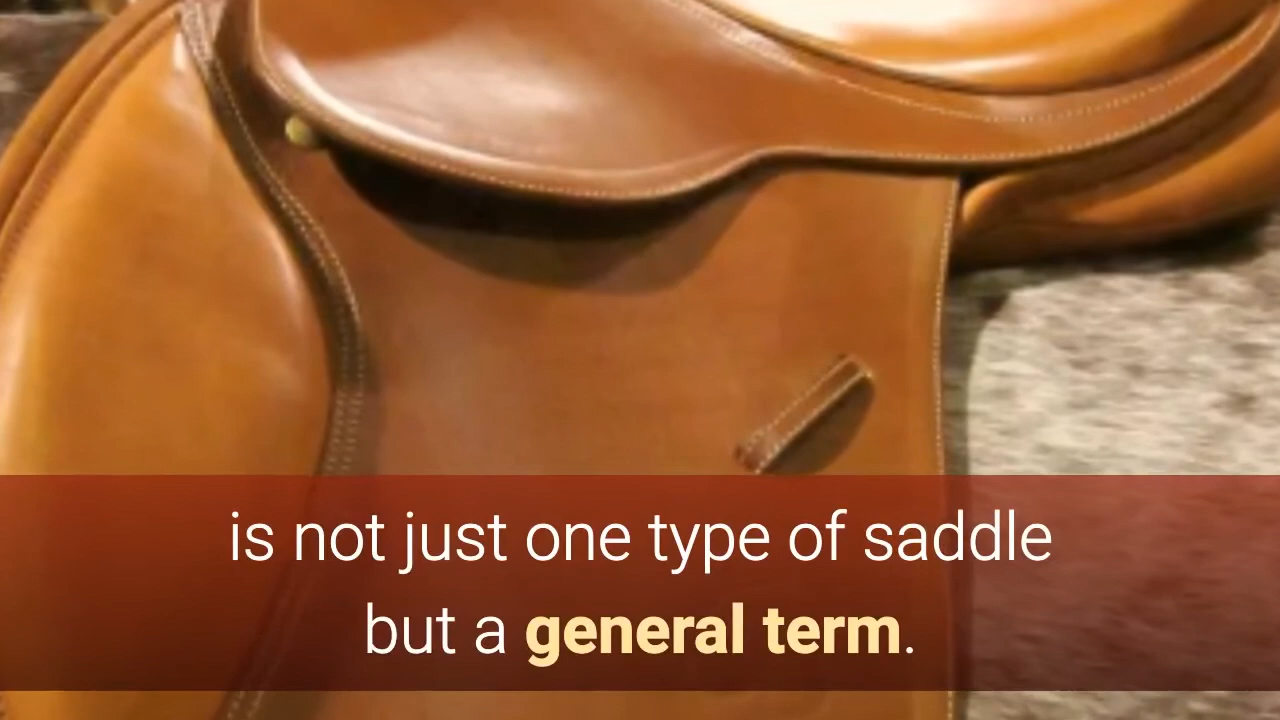 is not just one type of saddle
but a general term.